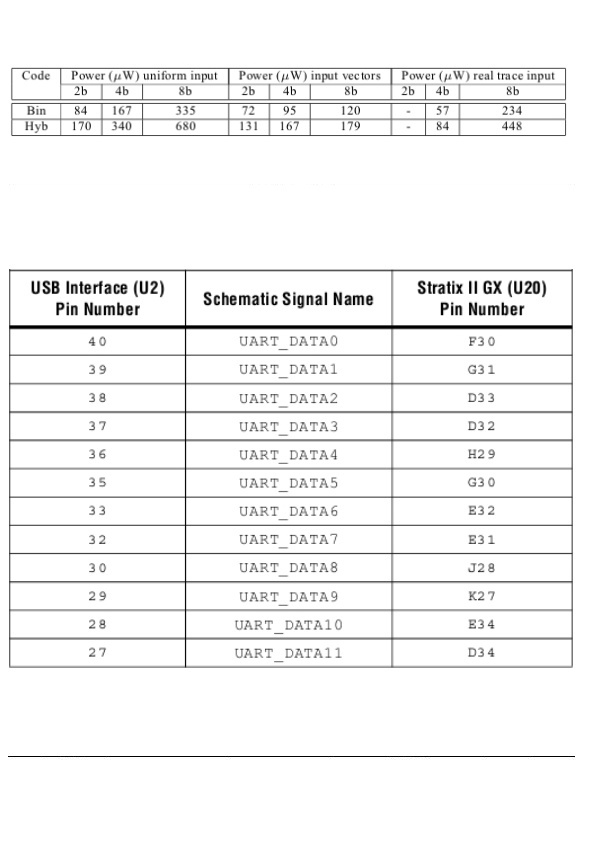 Code Power (μW) uniform input Power (μW) input vectors Power (μW) real trace input
2b 4b 8b 2b 4b 8b 2b 4b 8b
Bin 84 167 335 72 95 120 - 57 234
Hyb 170 340 680 131 167 179 - 84 448
USB Interface (U2) Pin Number Schematic Signal Name Stratix II GX (U20) Pin Number
40 UART_DATA0 F30
39 UART_DATA1 G31
38 UART_DATA2 D33
37 UART_DATA3 D32
36 UART_DATA4 H29
35 UART_DATA5 G30
33 UART_DATA6 E32
32 UART_DATA7 E31
30 UART_DATA8 J28
29 UART_DATA9 K27
28 UART_DATA10 E34
27 UART_DATA11 D34